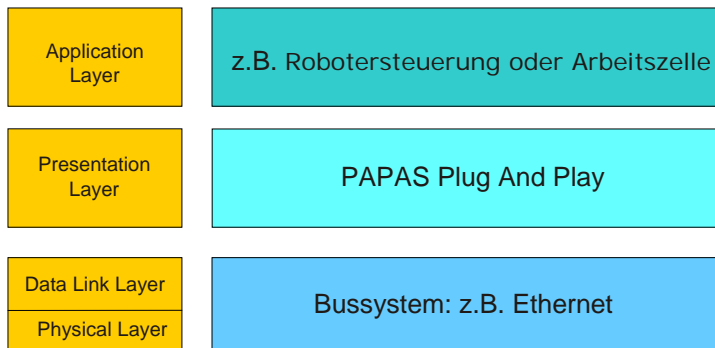 Application
Layer
z.B. Robotersteuerung oder Arbeitszelle
Presentation
Layer
PAPAS Plug And Play
Data Link Layer
Physical Layer
Bussystem: z.B. Ethernet